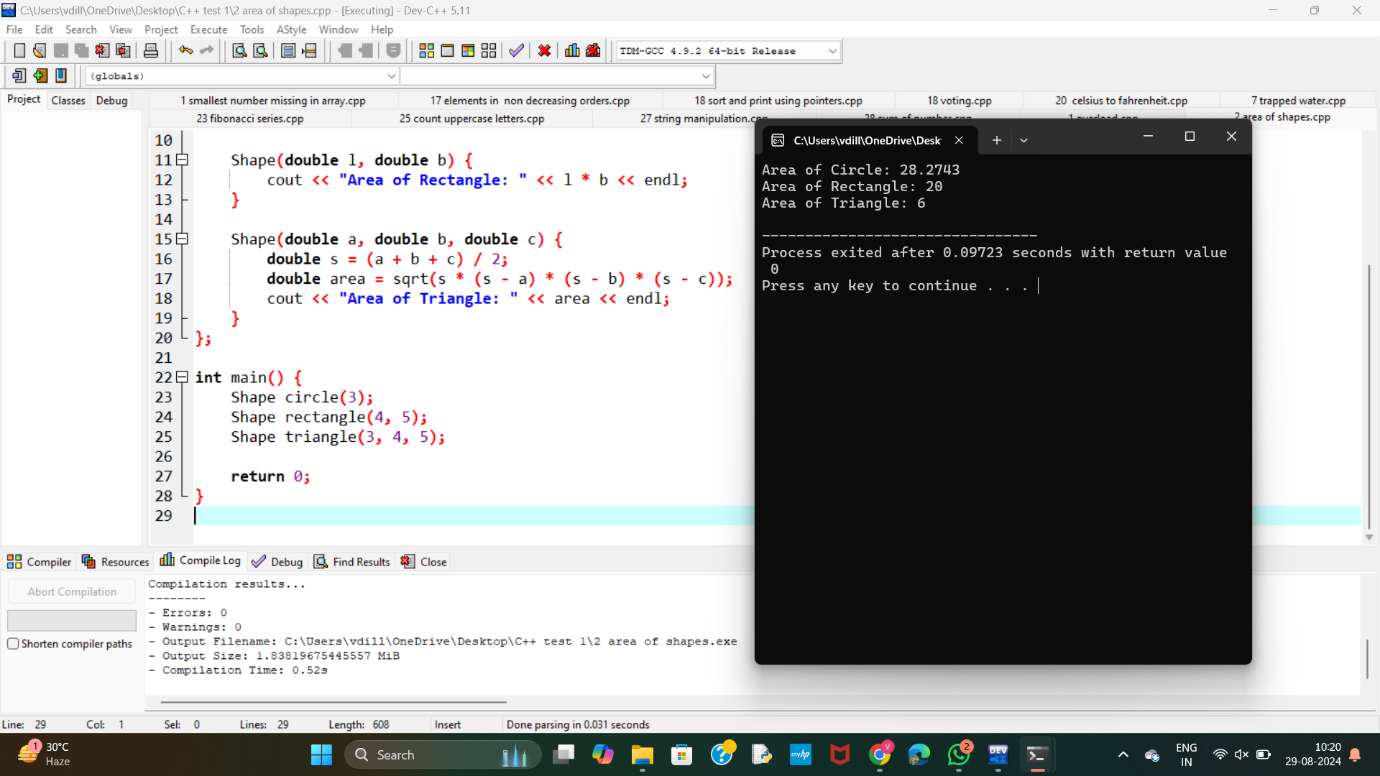 C:\Users\vdill\OneDrive\Desktop\C++ test 1\2 area of shapes.cpp - [Executing] - Dev-C++ 5.11
File Edit Search View Project Execute Tools AStyle Window Help
TDM-GCC 4.9.2 64-bit Release
(globals)
Project Classes Debug
1 smallest number missing in array.cpp 17 elements in non decreasing orders.cpp 18 sort and print using pointers.cpp 18 voting.cpp 20 celsius to fahrenheit.cpp 7 trapped water.cpp
23 fibonacci series.cpp 25 count uppercase letters.cpp 27 string manipulation.cpp 28 sum of number.cpp 1 overload.cpp 2 area of shapes.cpp
10
11 Shape(double l, double b) {
12 cout << "Area of Rectangle: " << l * b << endl;
13 }
14
15 Shape(double a, double b, double c) {
16 double s = (a + b + c) / 2;
17 double area = sqrt(s * (s - a) * (s - b) * (s - c));
18 cout << "Area of Triangle: " << area << endl;
19 }
20 };
21
22 int main() {
23 Shape circle(3);
24 Shape rectangle(4, 5);
25 Shape triangle(3, 4, 5);
26
27 return 0;
28 }
29
C:\Users\vdill\OneDrive\Desk
Area of Circle: 28.2743
Area of Rectangle: 20
Area of Triangle: 6
--------------------------------
Process exited after 0.09723 seconds with return value
0
Press any key to continue . . .
Compiler Resources Compile Log Debug Find Results Close
Abort Compilation
Shorten compiler paths
Compilation results...
--------
- Errors: 0
- Warnings: 0
- Output Filename: C:\Users\vdill\OneDrive\Desktop\C++ test 1\2 area of shapes.exe
- Output Size: 1.83819675445557 MiB
- Compilation Time: 0.52s
Line: 29 Col: 1 Sel: 0 Lines: 29 Length: 608 Insert Done parsing in 0.031 seconds
1
30°C
Haze
Search
myhp
V
2
DEV
ENG
IN
10:20
29-08-2024